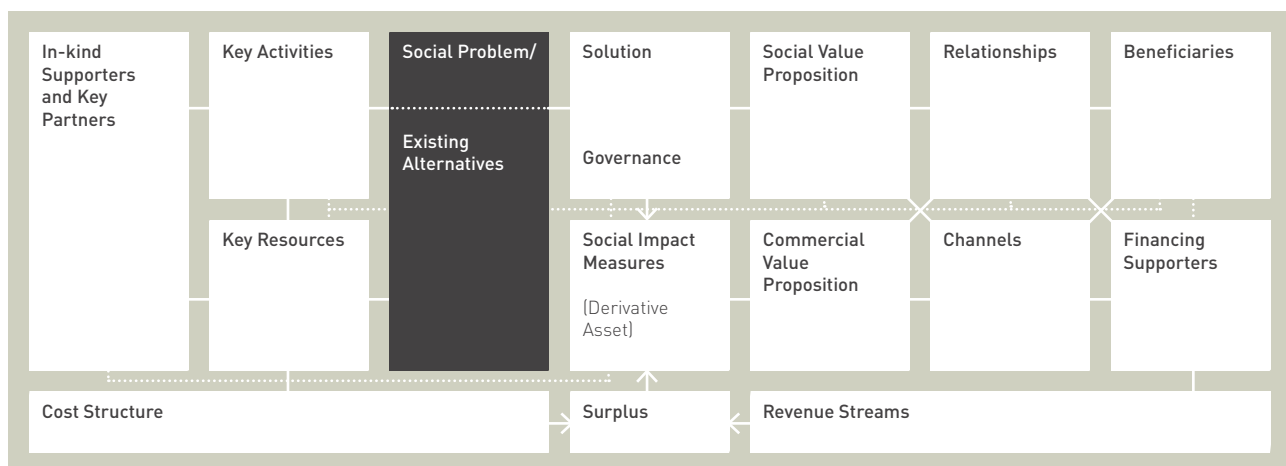 In-kind
Supporters
and Key
Partners
Key Activities
Key Resources
Social Problem/
Existing
Alternatives
Solution
Governance
Social Impact
Measures
(Derivative
Asset)
Social Value
Proposition
Commercial
Value
Proposition
Relationships
Channels
Beneficiaries
Financing
Supporters
Cost Structure
Surplus
Revenue Streams